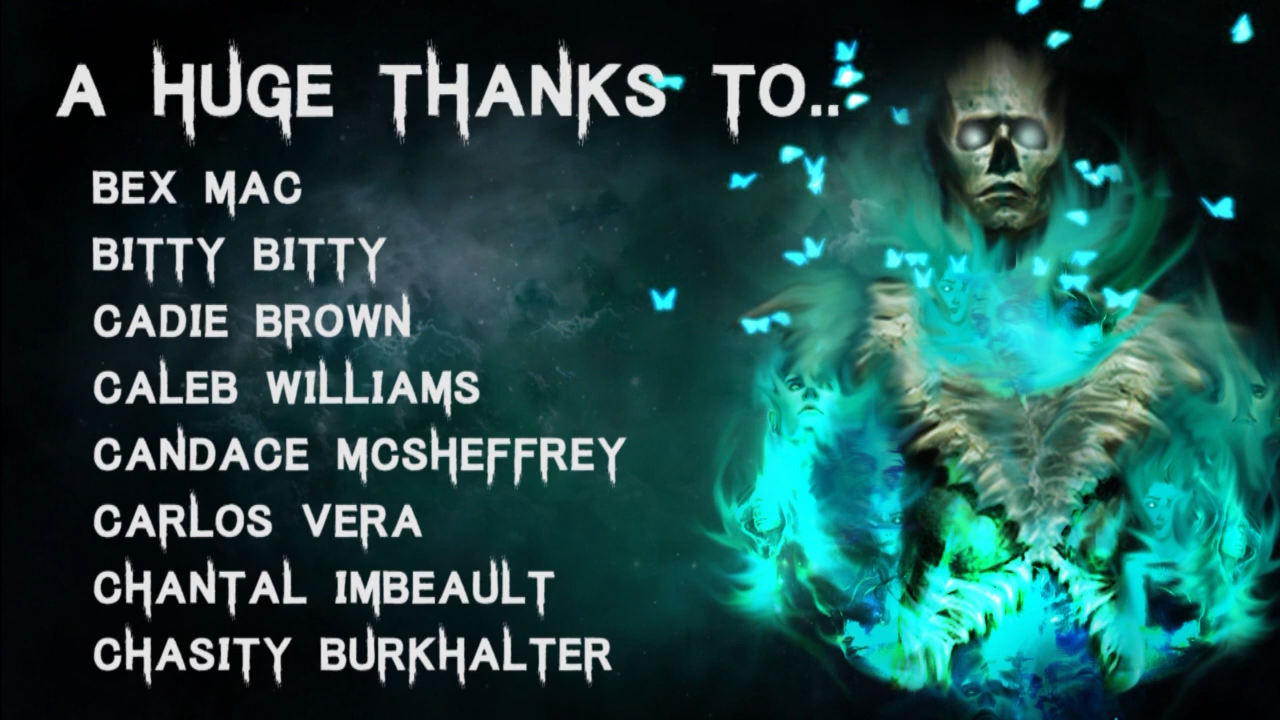 A HUGE THANKS TO..
BEX MAC
BITTY BITTY
CADIE BROWN
CALEB WILLIAMS
CANDACE MCSHEFFREY
CARLOS VERA
CHANTAL IMBEAULT
CHASITY BURKHALTER